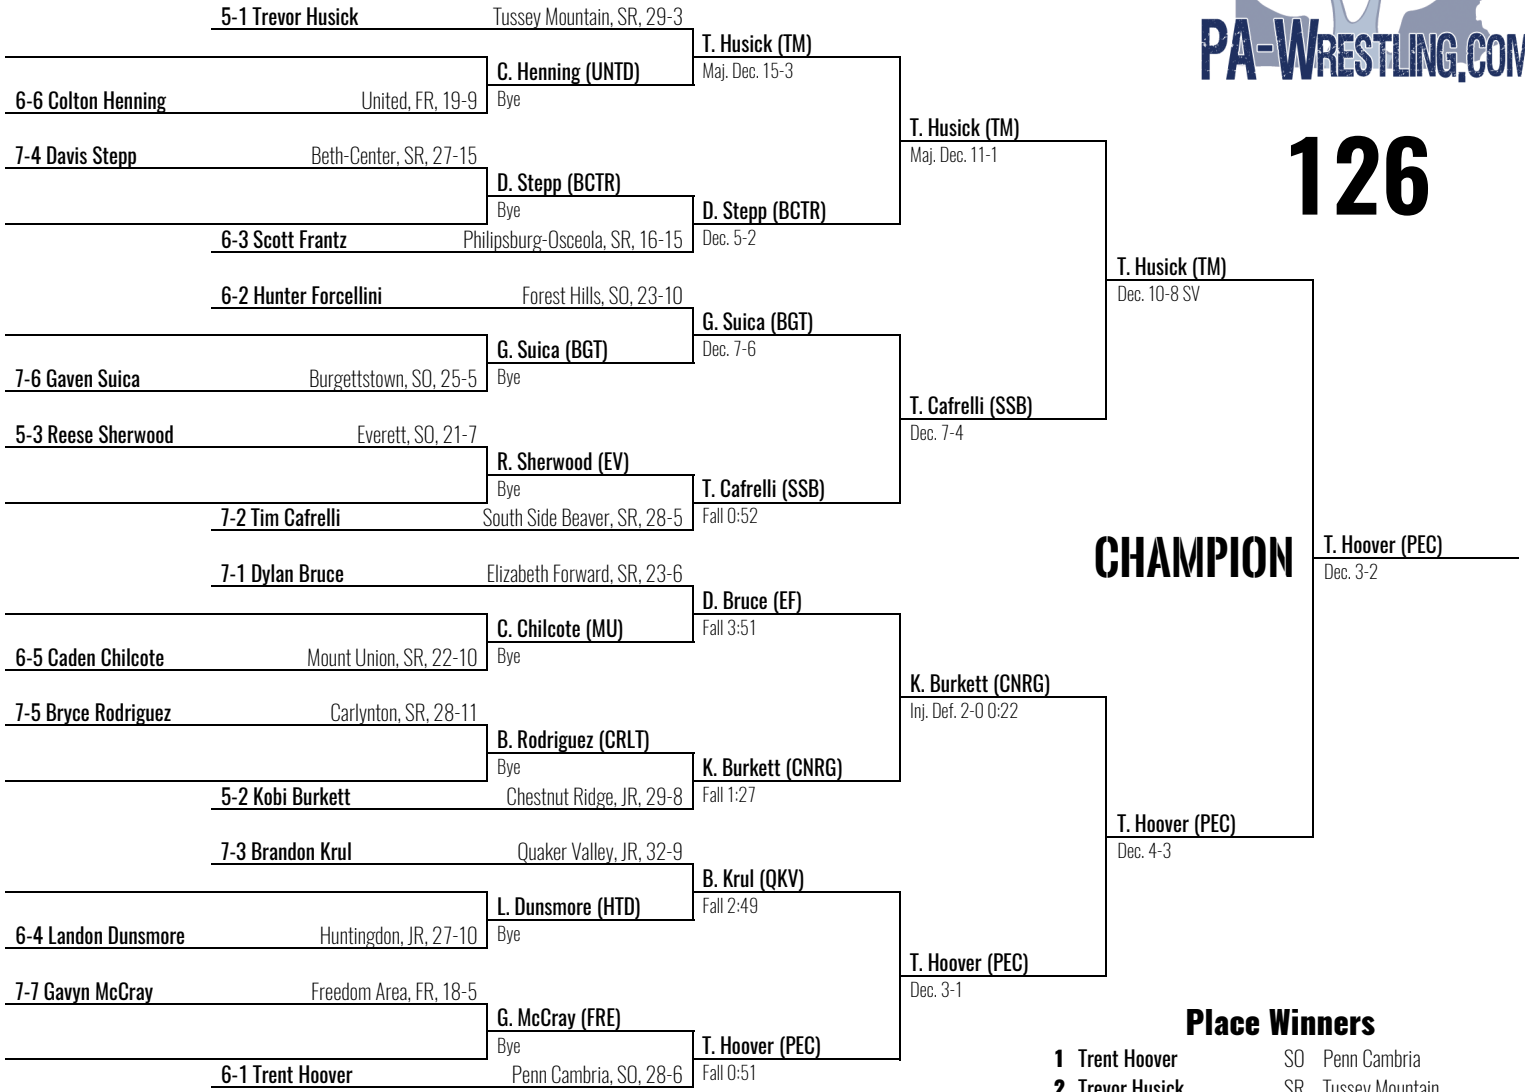 5-1 Trevor Husick Tussey Mountain, SR, 29-3
T. Husick (TM)
Maj. Dec. 15-3
C. Henning (UNTD)
Bye
6-6 Colton Henning United, FR, 19-9
T. Husick (TM)
Maj. Dec. 11-1
7-4 Davis Stepp Beth-Center, SR, 27-15
D. Stepp (BCTR)
Bye
D. Stepp (BCTR)
Dec. 5-2
6-3 Scott Frantz Philipsburg-Osceola, SR, 16-15
T. Husick (TM)
Dec. 10-8 SV
6-2 Hunter Forcellini Forest Hills, SO, 23-10
G. Suica (BGT)
Dec. 7-6
G. Suica (BGT)
Bye
7-6 Gaven Suica Burgettstown, SO, 25-5
T. Cafrelli (SSB)
Dec. 7-4
5-3 Reese Sherwood Everett, SO, 21-7
R. Sherwood (EV)
Bye
T. Cafrelli (SSB)
Fall 0:52
7-2 Tim Cafrelli South Side Beaver, SR, 28-5
CHAMPION
T. Hoover (PEC)
Dec. 3-2
7-1 Dylan Bruce Elizabeth Forward, SR, 23-6
D. Bruce (EF)
Fall 3:51
C. Chilcote (MU)
Bye
6-5 Caden Chilcote Mount Union, SR, 22-10
K. Burkett (CNRG)
Inj. Def. 2-0 0:22
7-5 Bryce Rodriguez Carlynton, SR, 28-11
B. Rodriguez (CRLT)
Bye
K. Burkett (CNRG)
Fall 1:27
5-2 Kobi Burkett Chestnut Ridge, JR, 29-8
T. Hoover (PEC)
Dec. 4-3
7-3 Brandon Krul Quaker Valley, JR, 32-9
B. Krul (QKV)
Fall 2:49
L. Dunsmore (HTD)
Bye
6-4 Landon Dunsmore Huntingdon, JR, 27-10
T. Hoover (PEC)
Dec. 3-1
7-7 Gavyn McCray Freedom Area, FR, 18-5
G. McCray (FRE)
Bye
T. Hoover (PEC)
Fall 0:51
6-1 Trent Hoover Penn Cambria, SO, 28-6
PA-WRESTLING.COM
126
Place Winners
1 Trent Hoover SO Penn Cambria
2 Trevor Husick SR Tussey Mountain